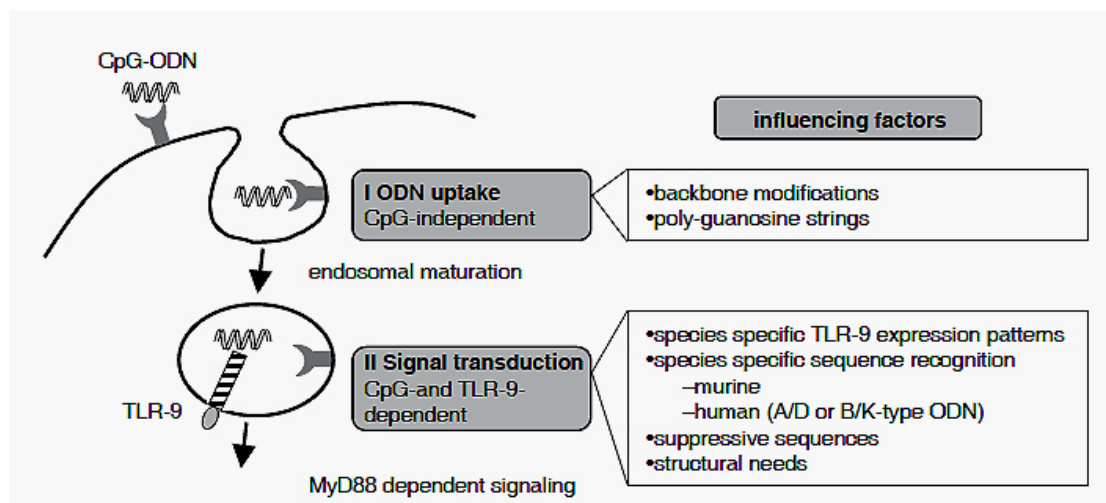 CpG-ODN
influencing factors
I ODN uptake
CpG-independent
•backbone modifications
•poly-guanosine strings
endosomal maturation
•species specific TLR-9 expression patterns
•species specific sequence recognition
–murine
–human (A/D or B/K-type ODN)
•suppressive sequences
•structural needs
II Signal transduction
CpG-and TLR-9-
dependent
TLR-9
MyD88 dependent signaling